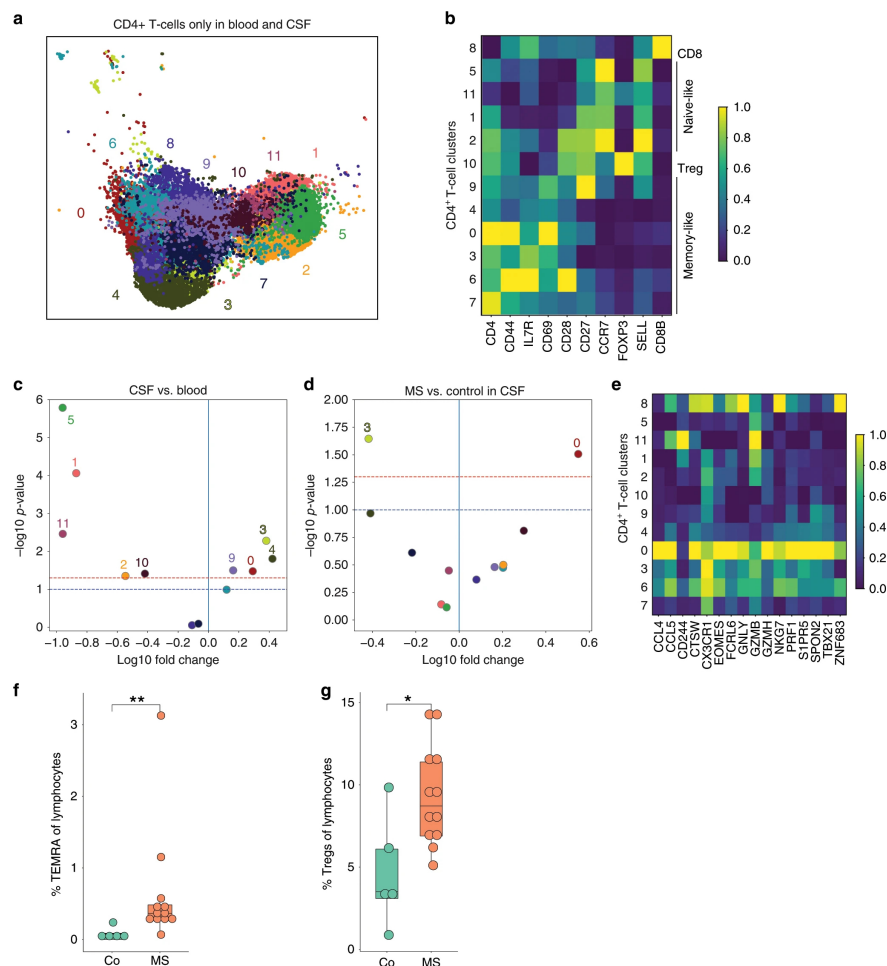 a
CD4+ T-cells only in blood and CSF
6
8
9
10
11
1
0
5
4
3
7
2
b
CD4⁺ T-cell clusters
8
5
11
1
2
10
9
4
0
3
6
7
CD4
CD44
IL7R
CD69
CD28
CD27
CCR7
FOXP3
SELL
CD8B
CD8
Naive-like
Treg
Memory-like
1.0
0.8
0.6
0.4
0.2
0.0
c
CSF vs. blood
–log10 p-value
6
5
4
3
2
1
0
5
1
11
2
10
9
0
3
4
−1.0
−0.8
−0.6
−0.4
−0.2
0.0
0.2
0.4
Log10 fold change
d
MS vs. control in CSF
–log10 p-value
2.00
1.75
1.50
1.25
1.00
0.75
0.50
0.25
0.00
3
0
−0.4
−0.2
0.0
0.2
0.4
0.6
Log10 fold change
e
CD4⁺ T-cell clusters
8
5
11
1
2
10
9
4
0
3
6
7
CCL4
CCL5
CD244
CTSW
CX3CR1
EOMES
FCRL6
GNLY
GZMB
GZMH
NKG7
PRF1
S1PR5
SPON2
TBX21
ZNF683
1.0
0.8
0.6
0.4
0.2
0.0
f
% TEMRA of lymphocytes
3
1
0
**
Co
MS
g
% Tregs of lymphocytes
15
10
5
0
*
Co
MS